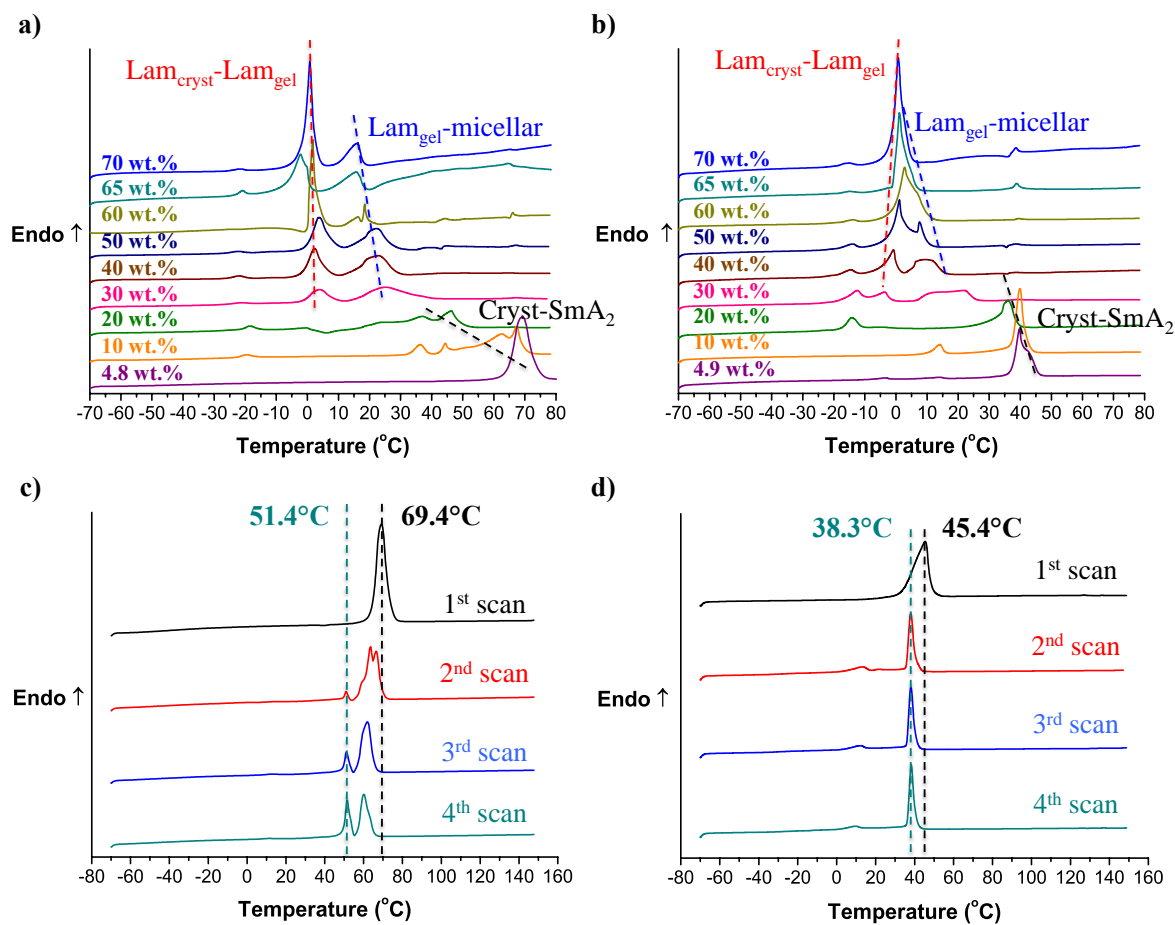 a)
Lam_cryst-Lam_gel
Lam_gel-micellar
70 wt.%
65 wt.%
60 wt.%
Endo ↑
50 wt.%
40 wt.%
30 wt.%
Cryst-SmA₂
20 wt.%
10 wt.%
4.8 wt.%
-70 -60 -50 -40 -30 -20 -10 0 10 20 30 40 50 60 70 80
Temperature (°C)
b)
Lam_cryst-Lam_gel
Lam_gel-micellar
70 wt.%
65 wt.%
60 wt.%
Endo ↑
50 wt.%
40 wt.%
30 wt.%
Cryst-SmA₂
20 wt.%
10 wt.%
4.9 wt.%
-70 -60 -50 -40 -30 -20 -10 0 10 20 30 40 50 60 70 80
Temperature (°C)
c)
51.4°C 69.4°C
1st scan
2nd scan
Endo ↑
3rd scan
4th scan
-80 -60 -40 -20 0 20 40 60 80 100 120 140 160
Temperature (°C)
d)
38.3°C 45.4°C
1st scan
2nd scan
Endo ↑
3rd scan
4th scan
-80 -60 -40 -20 0 20 40 60 80 100 120 140 160
Temperature (°C)